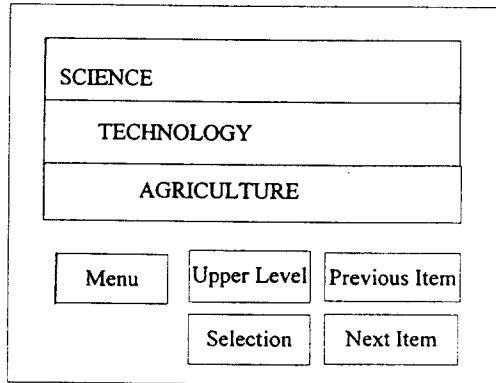 SCIENCE
TECHNOLOGY
AGRICULTURE
Menu
Upper Level
Previous Item
Selection
Next Item